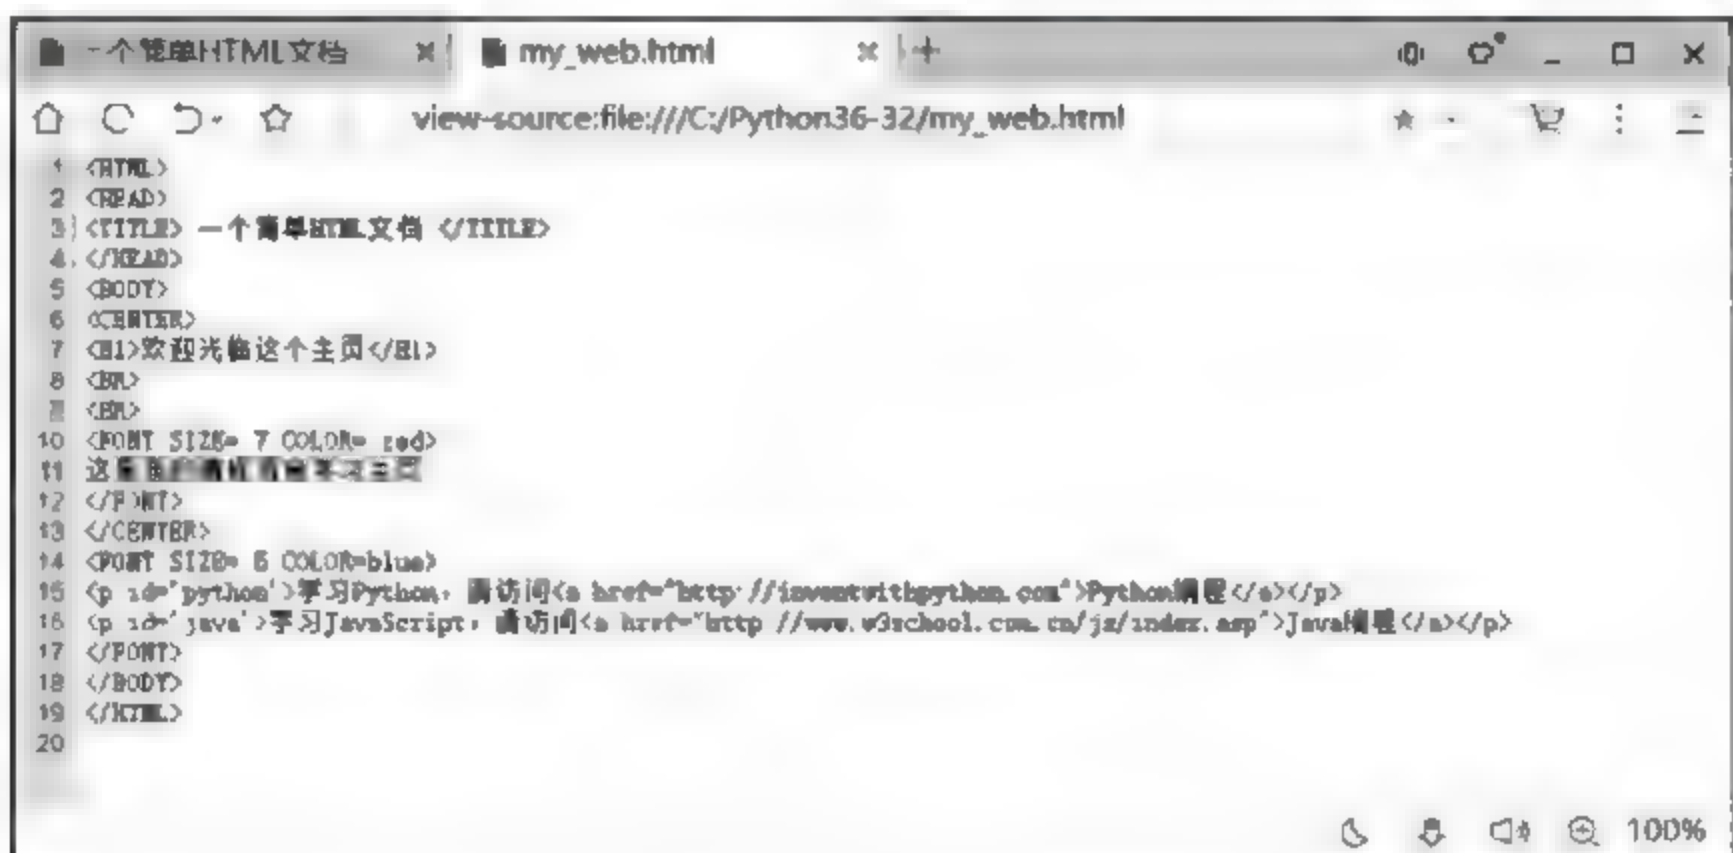 一个简单HTML文档 my_web.html
view-source:file:///C:/Python36-32/my_web.html
1 <HTML>
2 <HEAD>
3 <TITLE> 一个简单HTML文档 </TITLE>
4 </HEAD>
5 <BODY>
6 <CENTER>
7 <H1>欢迎光临这个主页</H1>
8 <BR>
9 <BR>
10 <FONT SIZE= 7 COLOR= red>
11 这
12 </FONT>
13 </CENTER>
14 <FONT SIZE= COLOR=blue>
15 <p id="python">学习Python，请访问<a href="http://inventwithpython.com">Python编程</a></p>
16 <p id="java">学习JavaScript，请访问<a href="http://www.w3school.com.cn/js/index.asp">Java编程</a></p>
17 </FONT>
18 </BODY>
19 </HTML>
20
100%